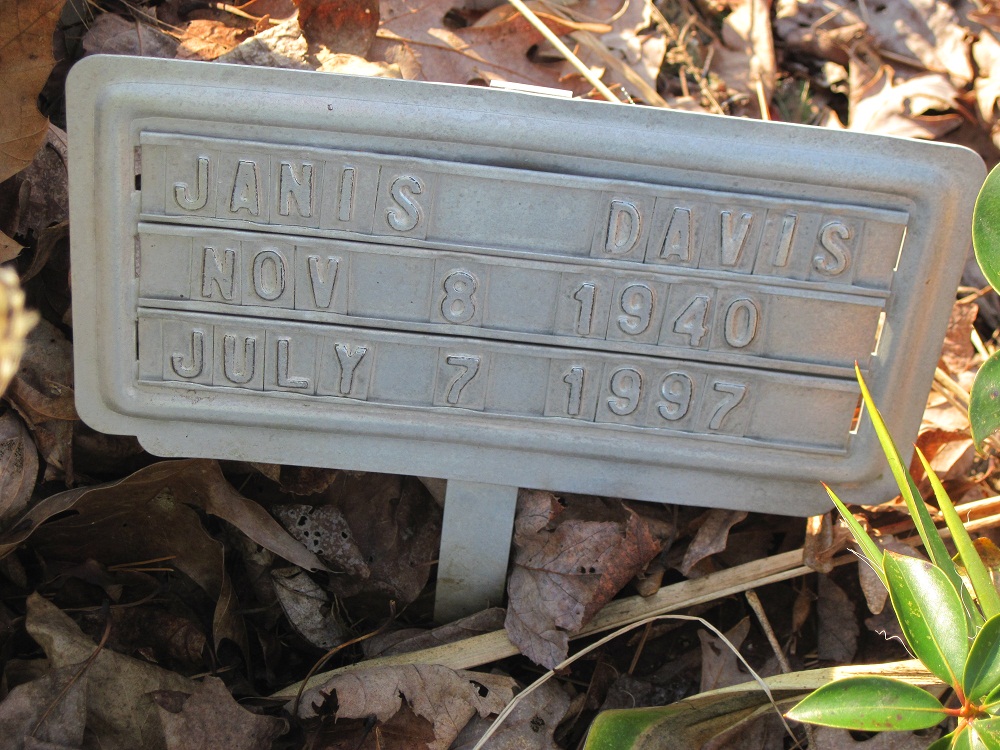 JANIS DAVIS
NOV 8 1940
JULY 7 1997